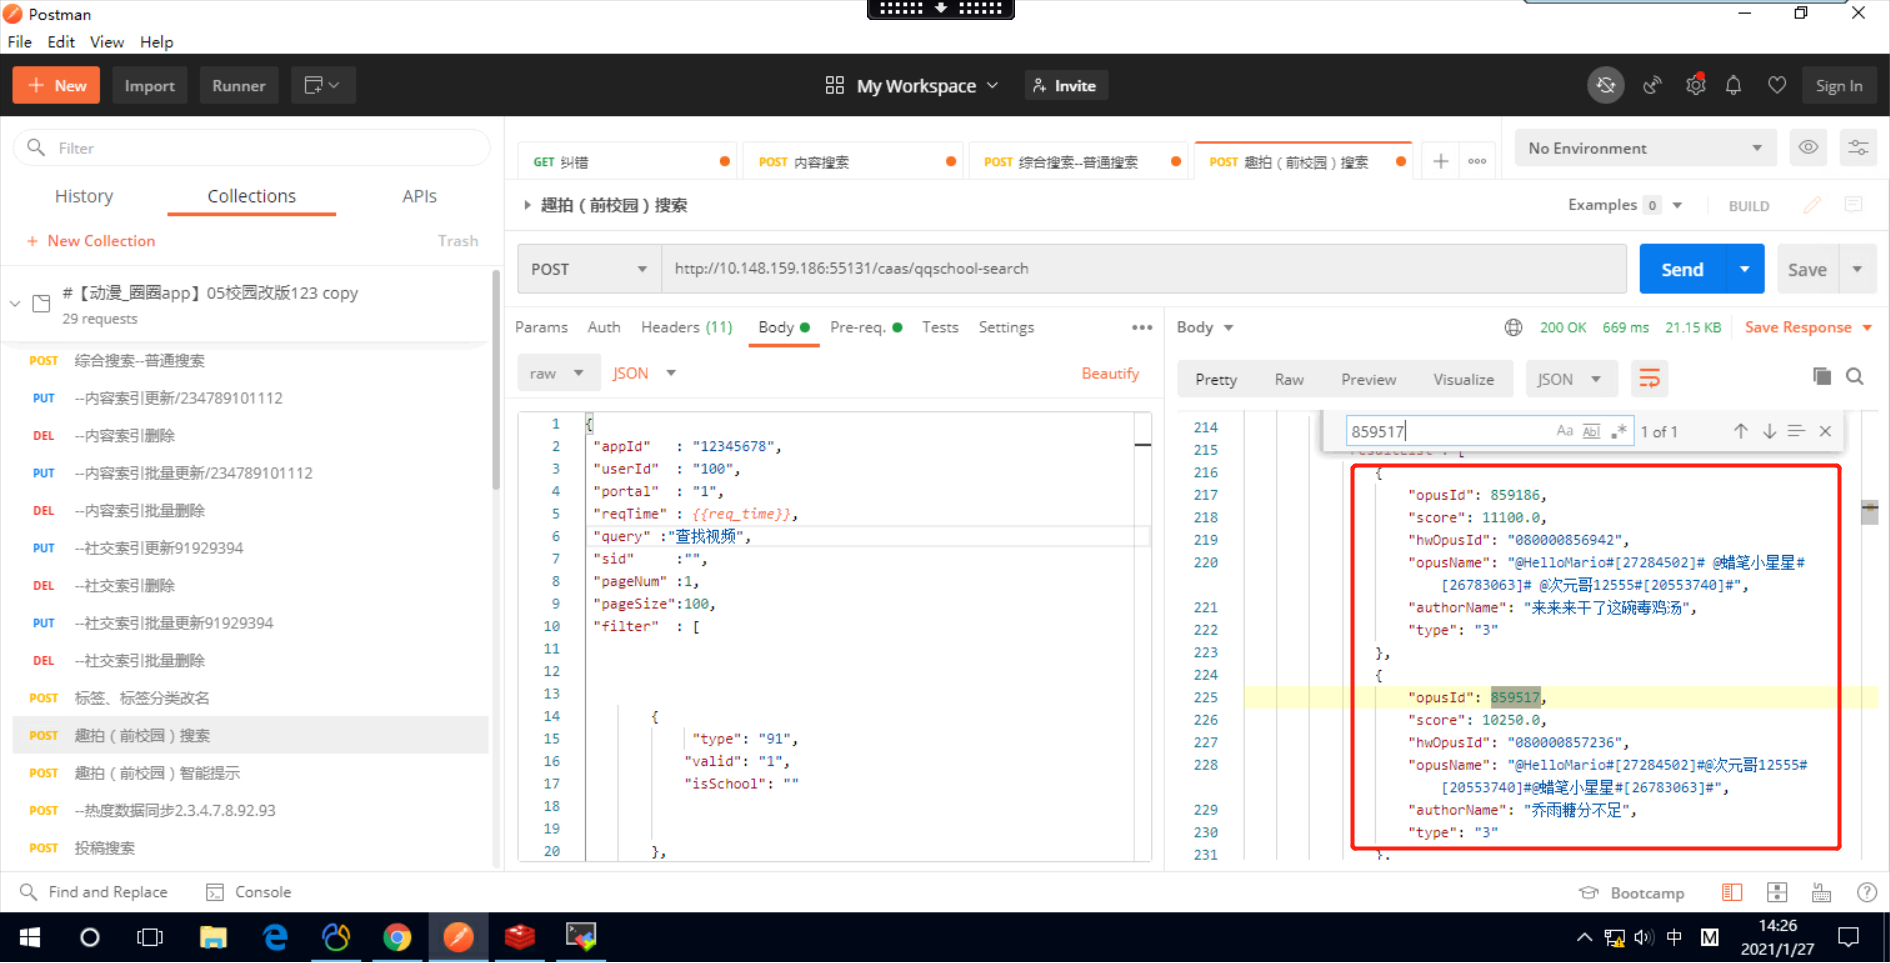 Postman
File Edit View Help
New Import Runner My Workspace Invite Sign In
Filter
History Collections APIs
+ New Collection Trash
#【动漫_圈圈app】05校园改版123 copy
29 requests
POST 综合搜索--普通搜索
PUT --内容索引更新/234789101112
DEL --内容索引删除
PUT --内容索引批量更新/234789101112
DEL --内容索引批量删除
PUT --社交索引更新91929394
DEL --社交索引删除
PUT --社交索引批量更新91929394
DEL --社交索引批量删除
POST 标签、标签分类改名
POST 趣拍（前校园）搜索
POST 趣拍（前校园）智能提示
POST --热度数据同步2.3.4.7.8.92.93
POST 投稿搜索
GET 纠错 POST 内容搜索 POST 综合搜索--普通搜索 POST 趣拍（前校园）搜索
No Environment
趣拍（前校园）搜索
Examples 0 BUILD
POST http://10.148.159.186:55131/caas/qqschool-search Send Save
Params Auth Headers (11) Body Pre-req. Tests Settings
raw JSON Beautify
1 {
2 "appId" : "12345678",
3 "userId" : "100",
4 "portal" : "1",
5 "reqTime" : {{req_time}},
6 "query" :"查找视频",
7 "sid" :"",
8 "pageNum" :1,
9 "pageSize":100,
10 "filter" : [
11
12
13
14 {
15 "type": "91",
16 "valid": "1",
17 "isSchool": ""
18
19
20 },
Body 200 OK 669 ms 21.15 KB Save Response
Pretty Raw Preview Visualize JSON
859517 Aa Abl .* 1 of 1
214
215
216 {
217 "opusId": 859186,
218 "score": 11100.0,
219 "hwOpusId": "080000856942",
220 "opusName": "@HelloMario#[27284502]# @蜡笔小星星#
[26783063]# @次元哥12555#[20553740]#",
221 "authorName": "来来来干了这碗毒鸡汤",
222 "type": "3"
223 },
224 {
225 "opusId": 859517,
226 "score": 10250.0,
227 "hwOpusId": "080000857236",
228 "opusName": "@HelloMario#[27284502]#@次元哥12555#
[20553740]#@蜡笔小星星#[26783063]#",
229 "authorName": "乔雨糖分不足",
230 "type": "3"
231 },
Find and Replace Console Bootcamp
中 M 14:26
2021/1/27